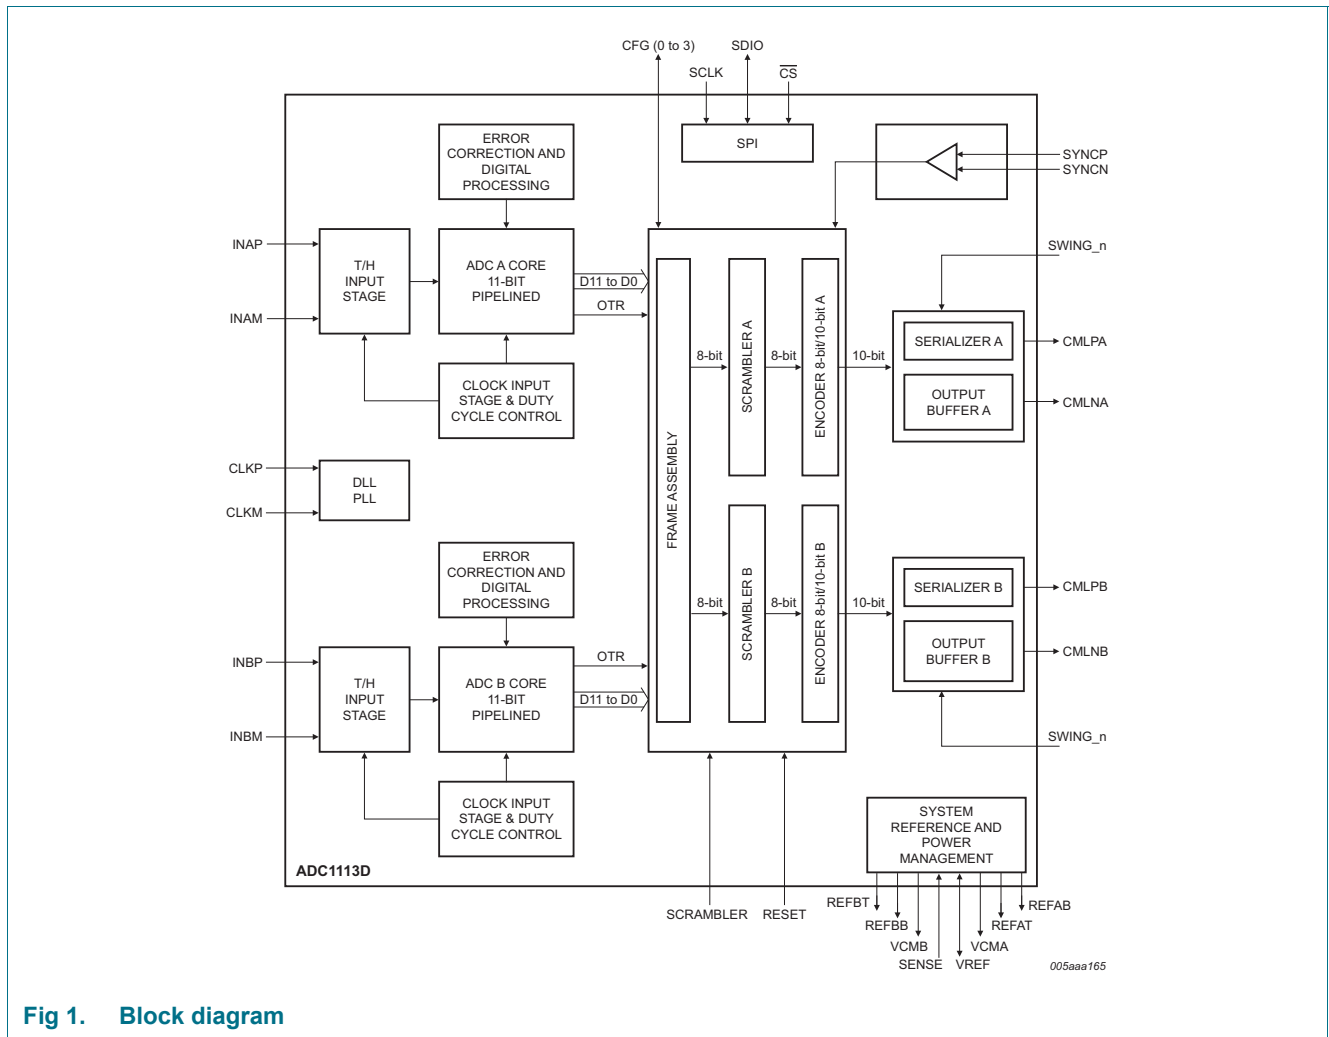 CFG (0 to 3)
SDIO
SCLK
CS
ERROR
CORRECTION AND
DIGITAL
PROCESSING
SPI
SYNCP
SYNCN
INAP
INAM
T/H
INPUT
STAGE
ADC A CORE
11-BIT
PIPELINED
D11 to D0
OTR
SWING_n
CLOCK INPUT
STAGE & DUTY
CYCLE CONTROL
FRAME ASSEMBLY
8-bit
SCRAMBLER A
8-bit
ENCODER 8-bit/10-bit A
10-bit
SERIALIZER A
OUTPUT
BUFFER A
CMLPA
CMLNA
CLKP
CLKM
DLL
PLL
ERROR
CORRECTION AND
DIGITAL
PROCESSING
INBP
INBM
T/H
INPUT
STAGE
ADC B CORE
11-BIT
PIPELINED
OTR
D11 to D0
8-bit
SCRAMBLER B
8-bit
ENCODER 8-bit/10-bit B
10-bit
SERIALIZER B
OUTPUT
BUFFER B
CMLPB
CMLNB
SWING_n
CLOCK INPUT
STAGE & DUTY
CYCLE CONTROL
SYSTEM
REFERENCE AND
POWER
MANAGEMENT
ADC1113D
SCRAMBLER
RESET
REFBT
REFBB
VCMB
SENSE
VREF
VCMA
REFAT
REFAB
005aaa165
Fig 1. Block diagram